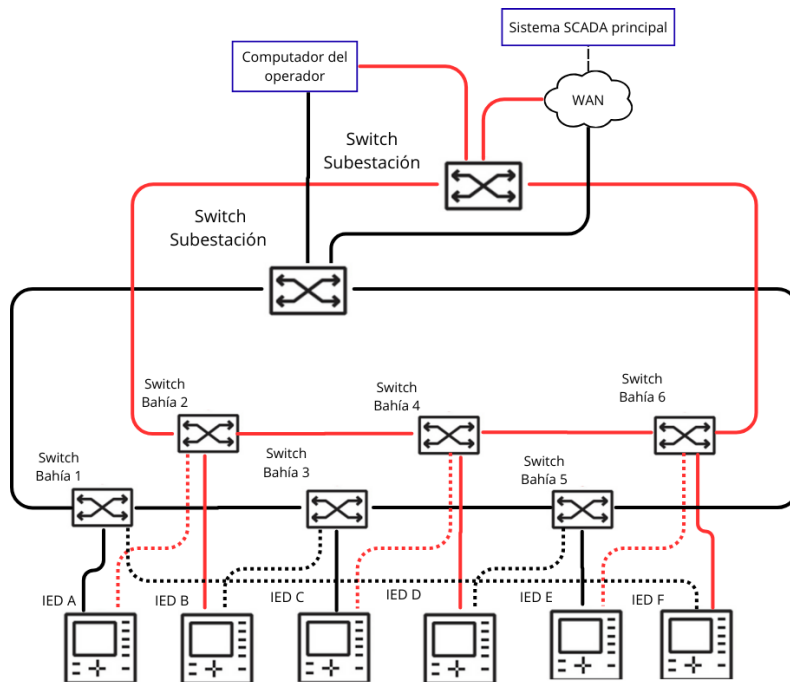 Sistema SCADA principal
Computador del
operador
WAN
Switch
Subestación
Switch
Subestación
Switch
Bahía 2
Switch
Bahía 4
Switch
Bahía 6
Switch
Bahía 1
Switch
Bahía 3
Switch
Bahía 5
IED A
IED B
IED C
IED D
IED E
IED F